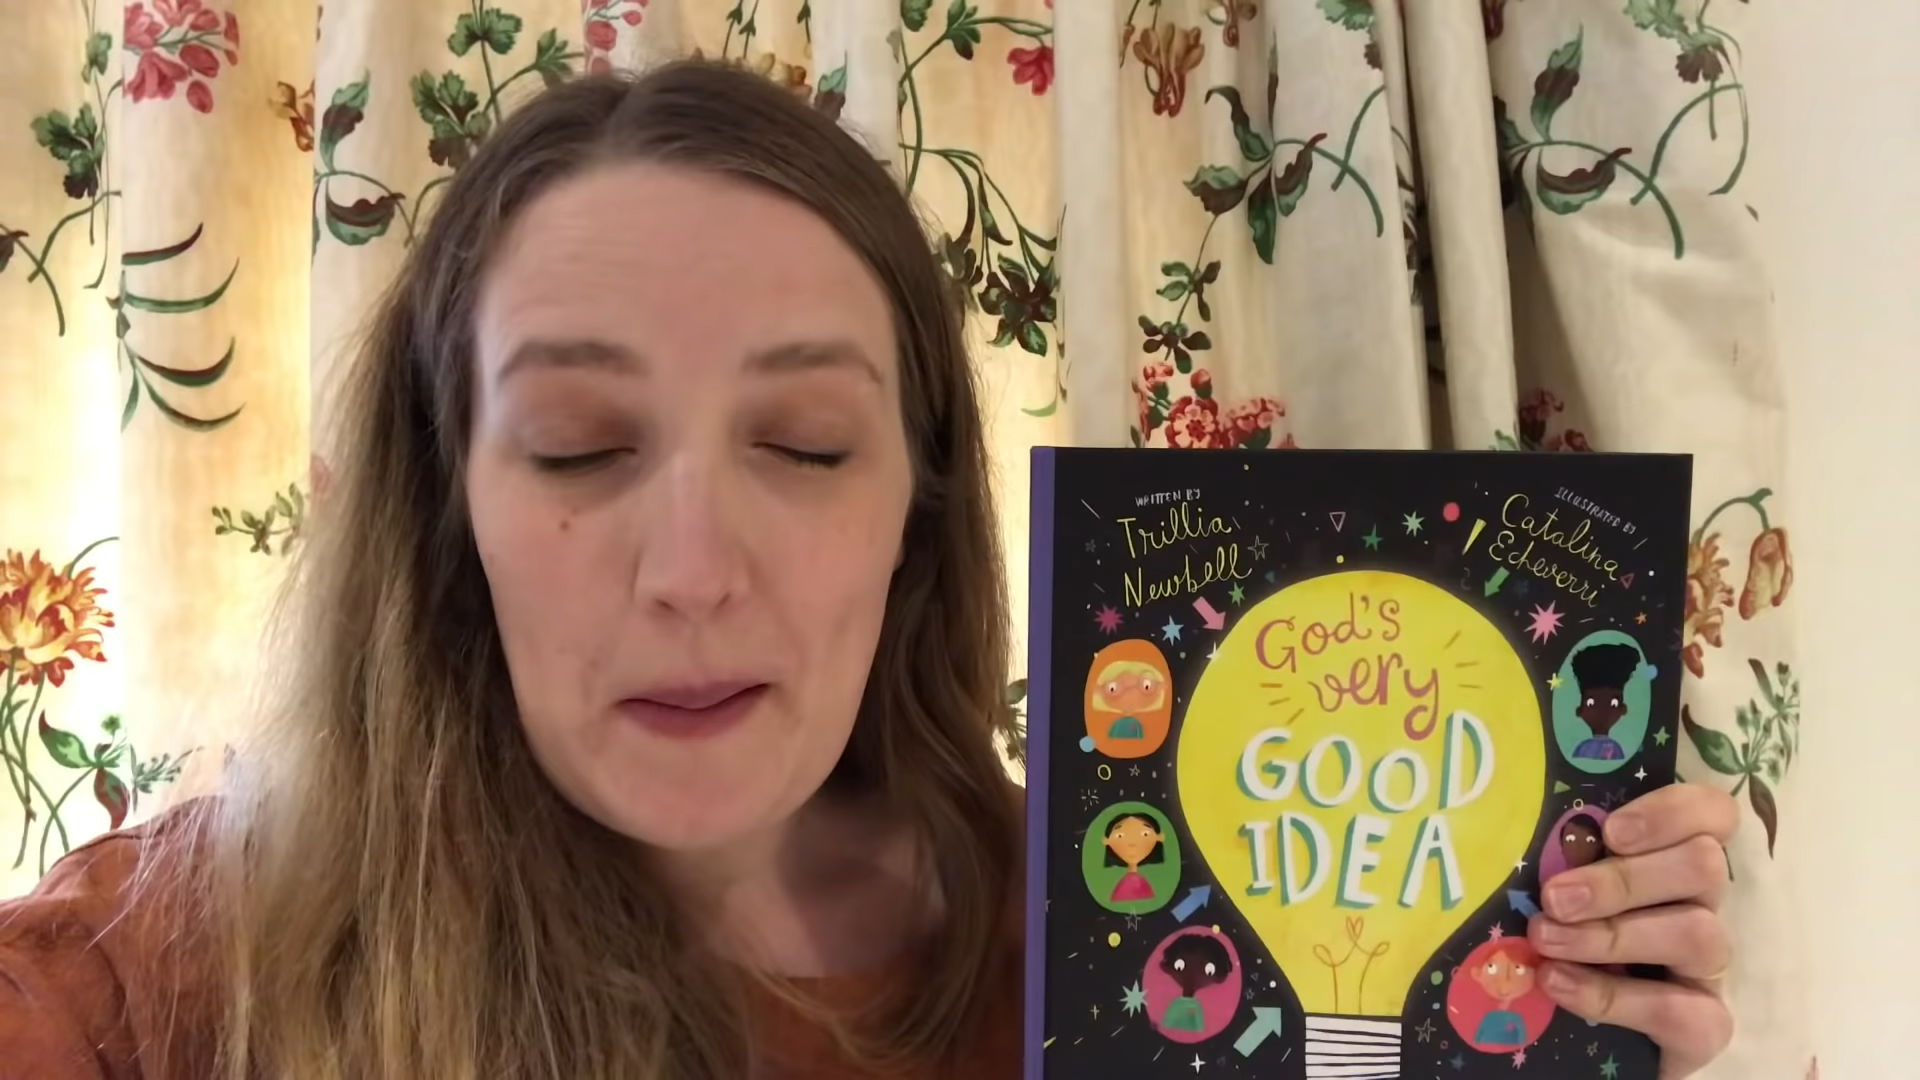 WRITTEN BY
Trillia
Newbell
ILLUSTRATED BY
Catalina
Echeverri
God's
very
GOOD
IDEA